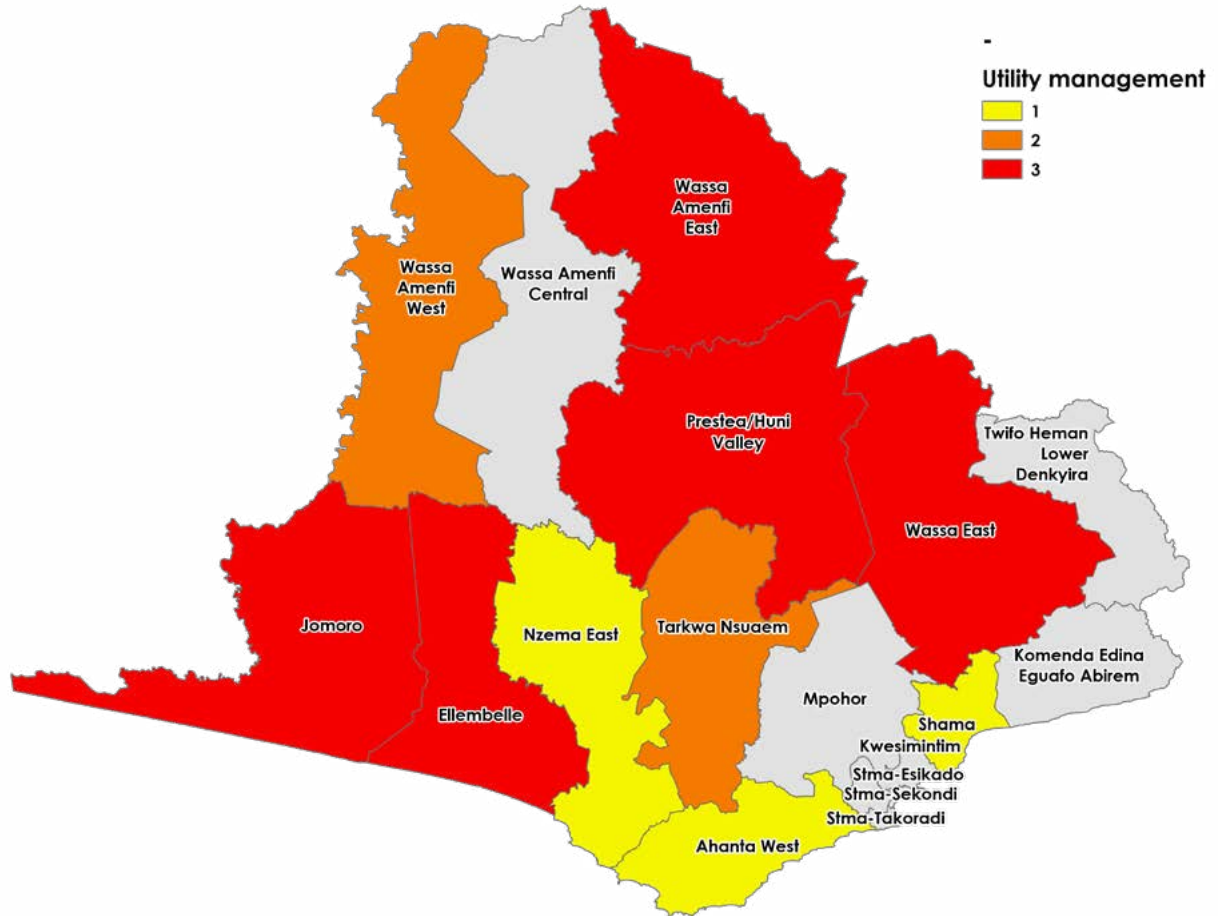 -
Utility management
1
2
3
Wassa
Amenfi
East
Wassa
Amenfi
West
Wassa Amenfi
Central
Prestea/Huni
Valley
Twifo Heman
Lower
Denkyira
Wassa East
Jomoro
Nzema East
Tarkwa Nsuaem
Komenda Edina
Eguafo Abirem
Ellembelle
Mpohor
Shama
Kwesimintim
Stma-Esikado
Stma-Sekondi
Stma-Takoradi
Ahanta West